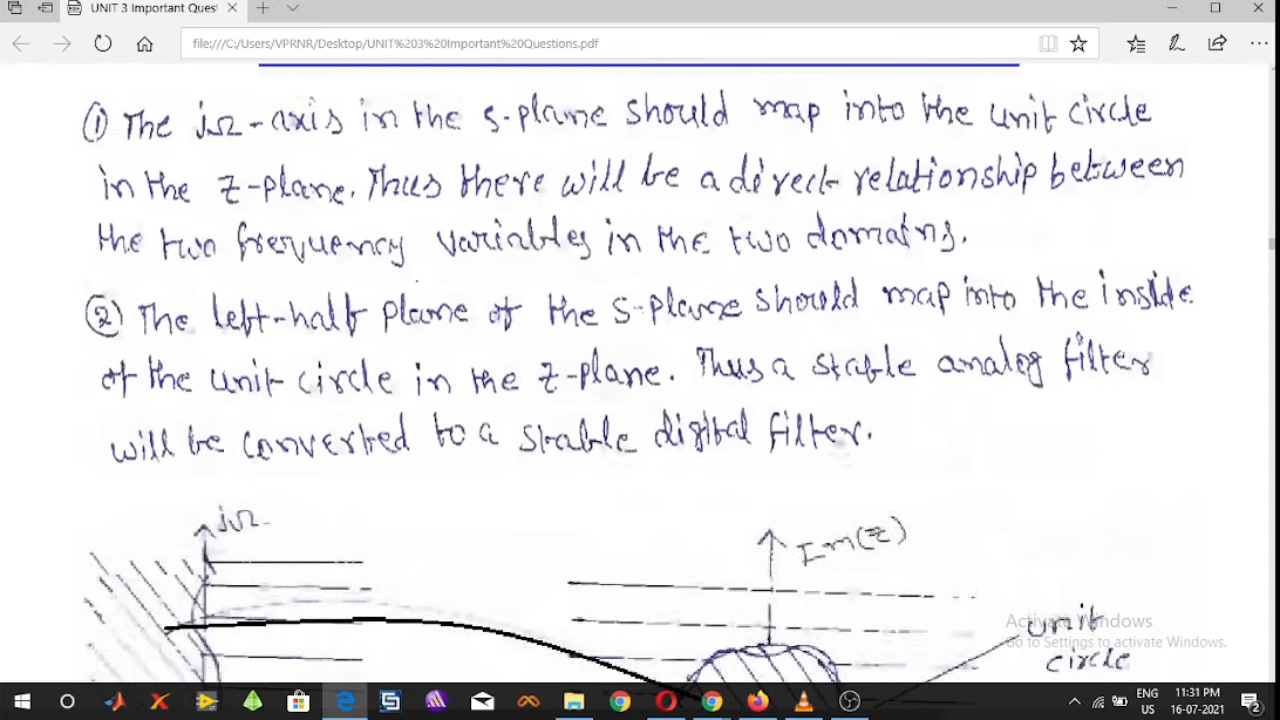 UNIT 3 Important Quest
file:///C:/Users/VPRNR/Desktop/UNIT%203%20Important%20Questions.pdf
① The jΩ-axis in the s-plane should map into the unit circle
in the z-plane. Thus there will be a direct relationship between
the two frequency variables in the two domains.
② The left-half plane of the s-plane should map into the inside
of the unit circle in the z-plane. Thus a stable analog filter
will be converted to a stable digital filter.
jΩ
Im(z)
unit
circle
Activate Windows
Go to Settings to activate Windows.
ENG 11:31 PM
US 16-07-2021
2